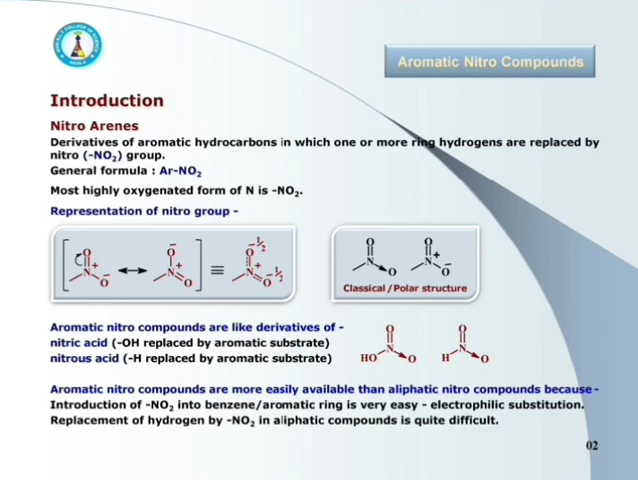 Aromatic Nitro Compounds
Introduction
Nitro Arenes
Derivatives of aromatic hydrocarbons in which one or more ring hydrogens are replaced by
nitro (-NO₂) group.
General formula : Ar-NO₂
Most highly oxygenated form of N is -NO₂.
Representation of nitro group -
Classical / Polar structure
Aromatic nitro compounds are like derivatives of -
nitric acid (-OH replaced by aromatic substrate)
nitrous acid (-H replaced by aromatic substrate)
Aromatic nitro compounds are more easily available than aliphatic nitro compounds because -
Introduction of -NO₂ into benzene/aromatic ring is very easy - electrophilic substitution.
Replacement of hydrogen by -NO₂ in aliphatic compounds is quite difficult.
02